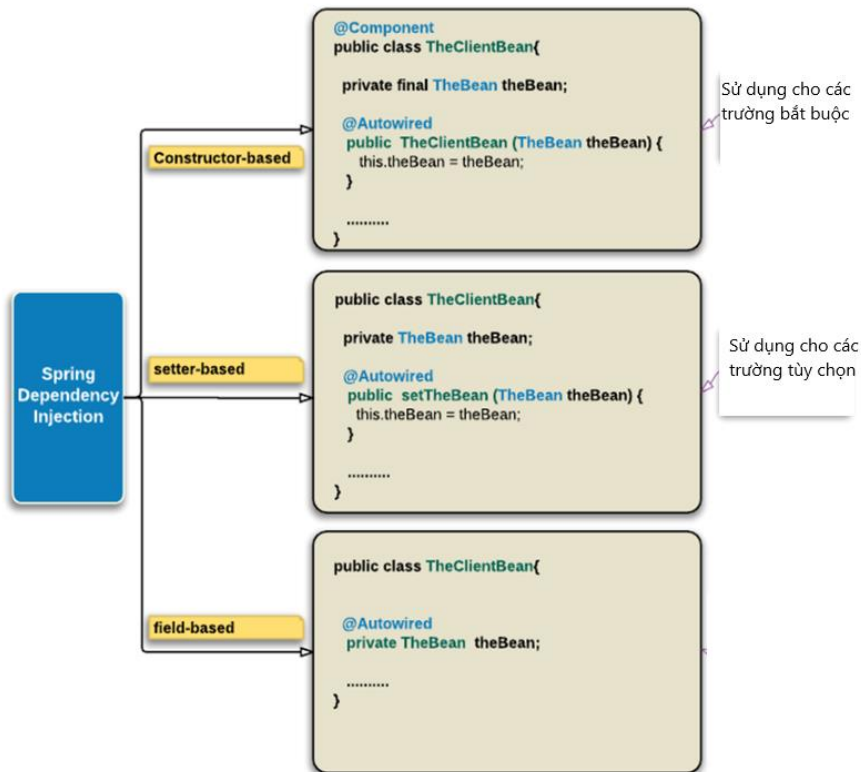 @Component
public class TheClientBean{
private final TheBean theBean;
@Autowired
public TheClientBean (TheBean theBean) {
this.theBean = theBean;
}
..........
}
Sử dụng cho các
trường bắt buộc
Constructor-based
public class TheClientBean{
private TheBean theBean;
@Autowired
public setTheBean (TheBean theBean) {
this.theBean = theBean;
}
..........
}
Sử dụng cho các
trường tùy chọn
setter-based
Spring
Dependency
Injection
public class TheClientBean{
@Autowired
private TheBean theBean;
..........
}
field-based